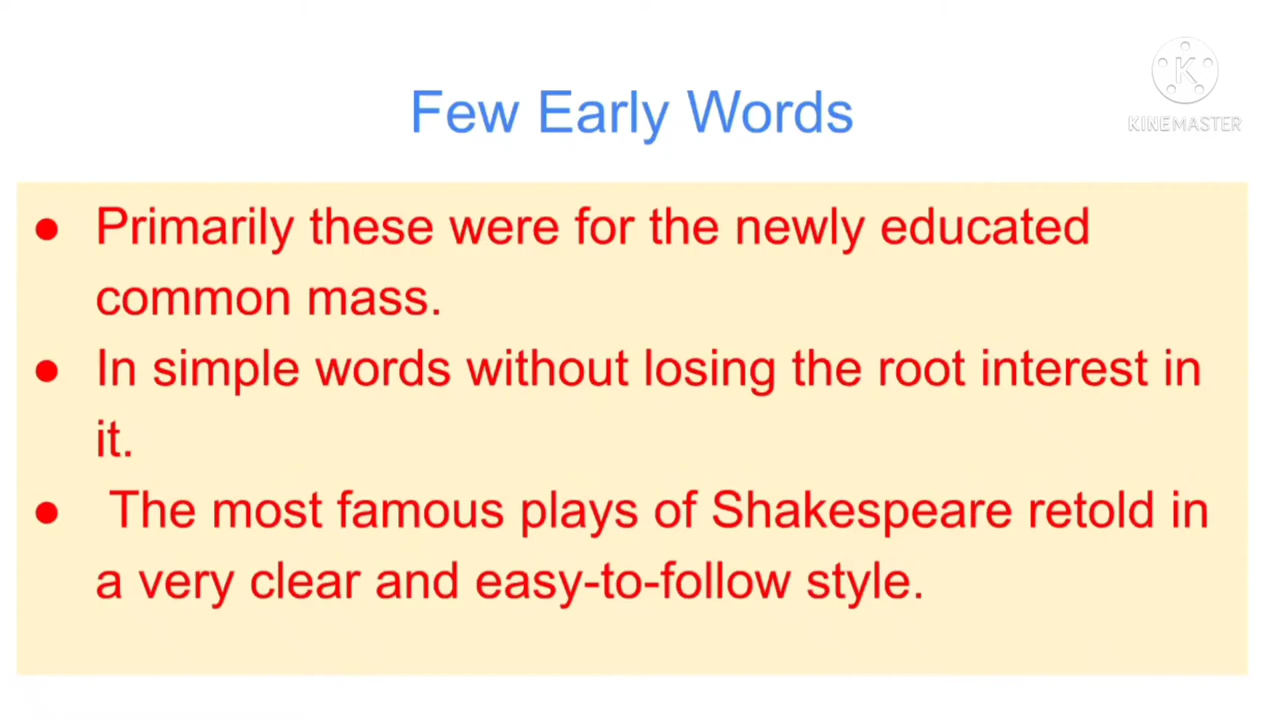 Few Early Words
K
KINEMASTER
● Primarily these were for the newly educated
common mass.
● In simple words without losing the root interest in
it.
● The most famous plays of Shakespeare retold in
a very clear and easy-to-follow style.